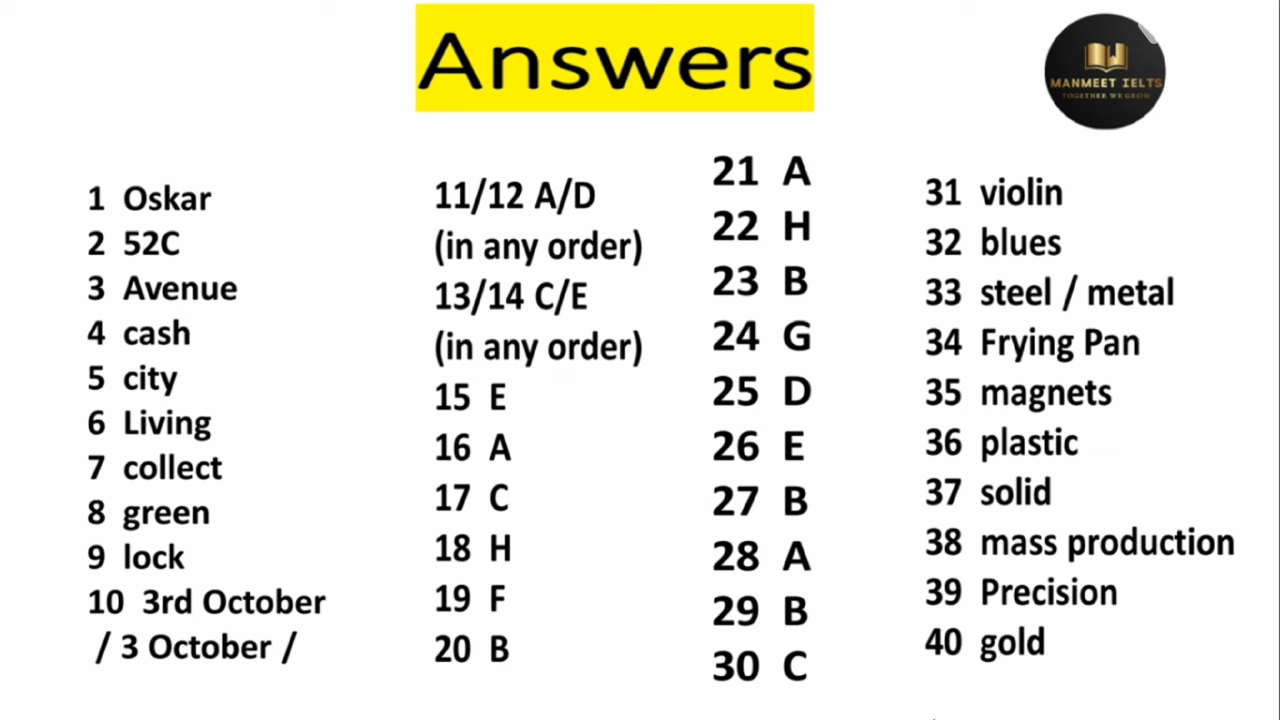 Answers
MANMEET IELTS
TOGETHER WE GROW
1 Oskar
2 52C
3 Avenue
4 cash
5 city
6 Living
7 collect
8 green
9 lock
10 3rd October
/ 3 October /
11/12 A/D
(in any order)
13/14 C/E
(in any order)
15 E
16 A
17 C
18 H
19 F
20 B
21 A
22 H
23 B
24 G
25 D
26 E
27 B
28 A
29 B
30 C
31 violin
32 blues
33 steel / metal
34 Frying Pan
35 magnets
36 plastic
37 solid
38 mass production
39 Precision
40 gold